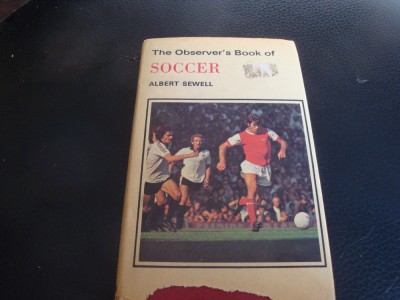 The Observer's Book of
SOCCER
ALBERT SEWELL